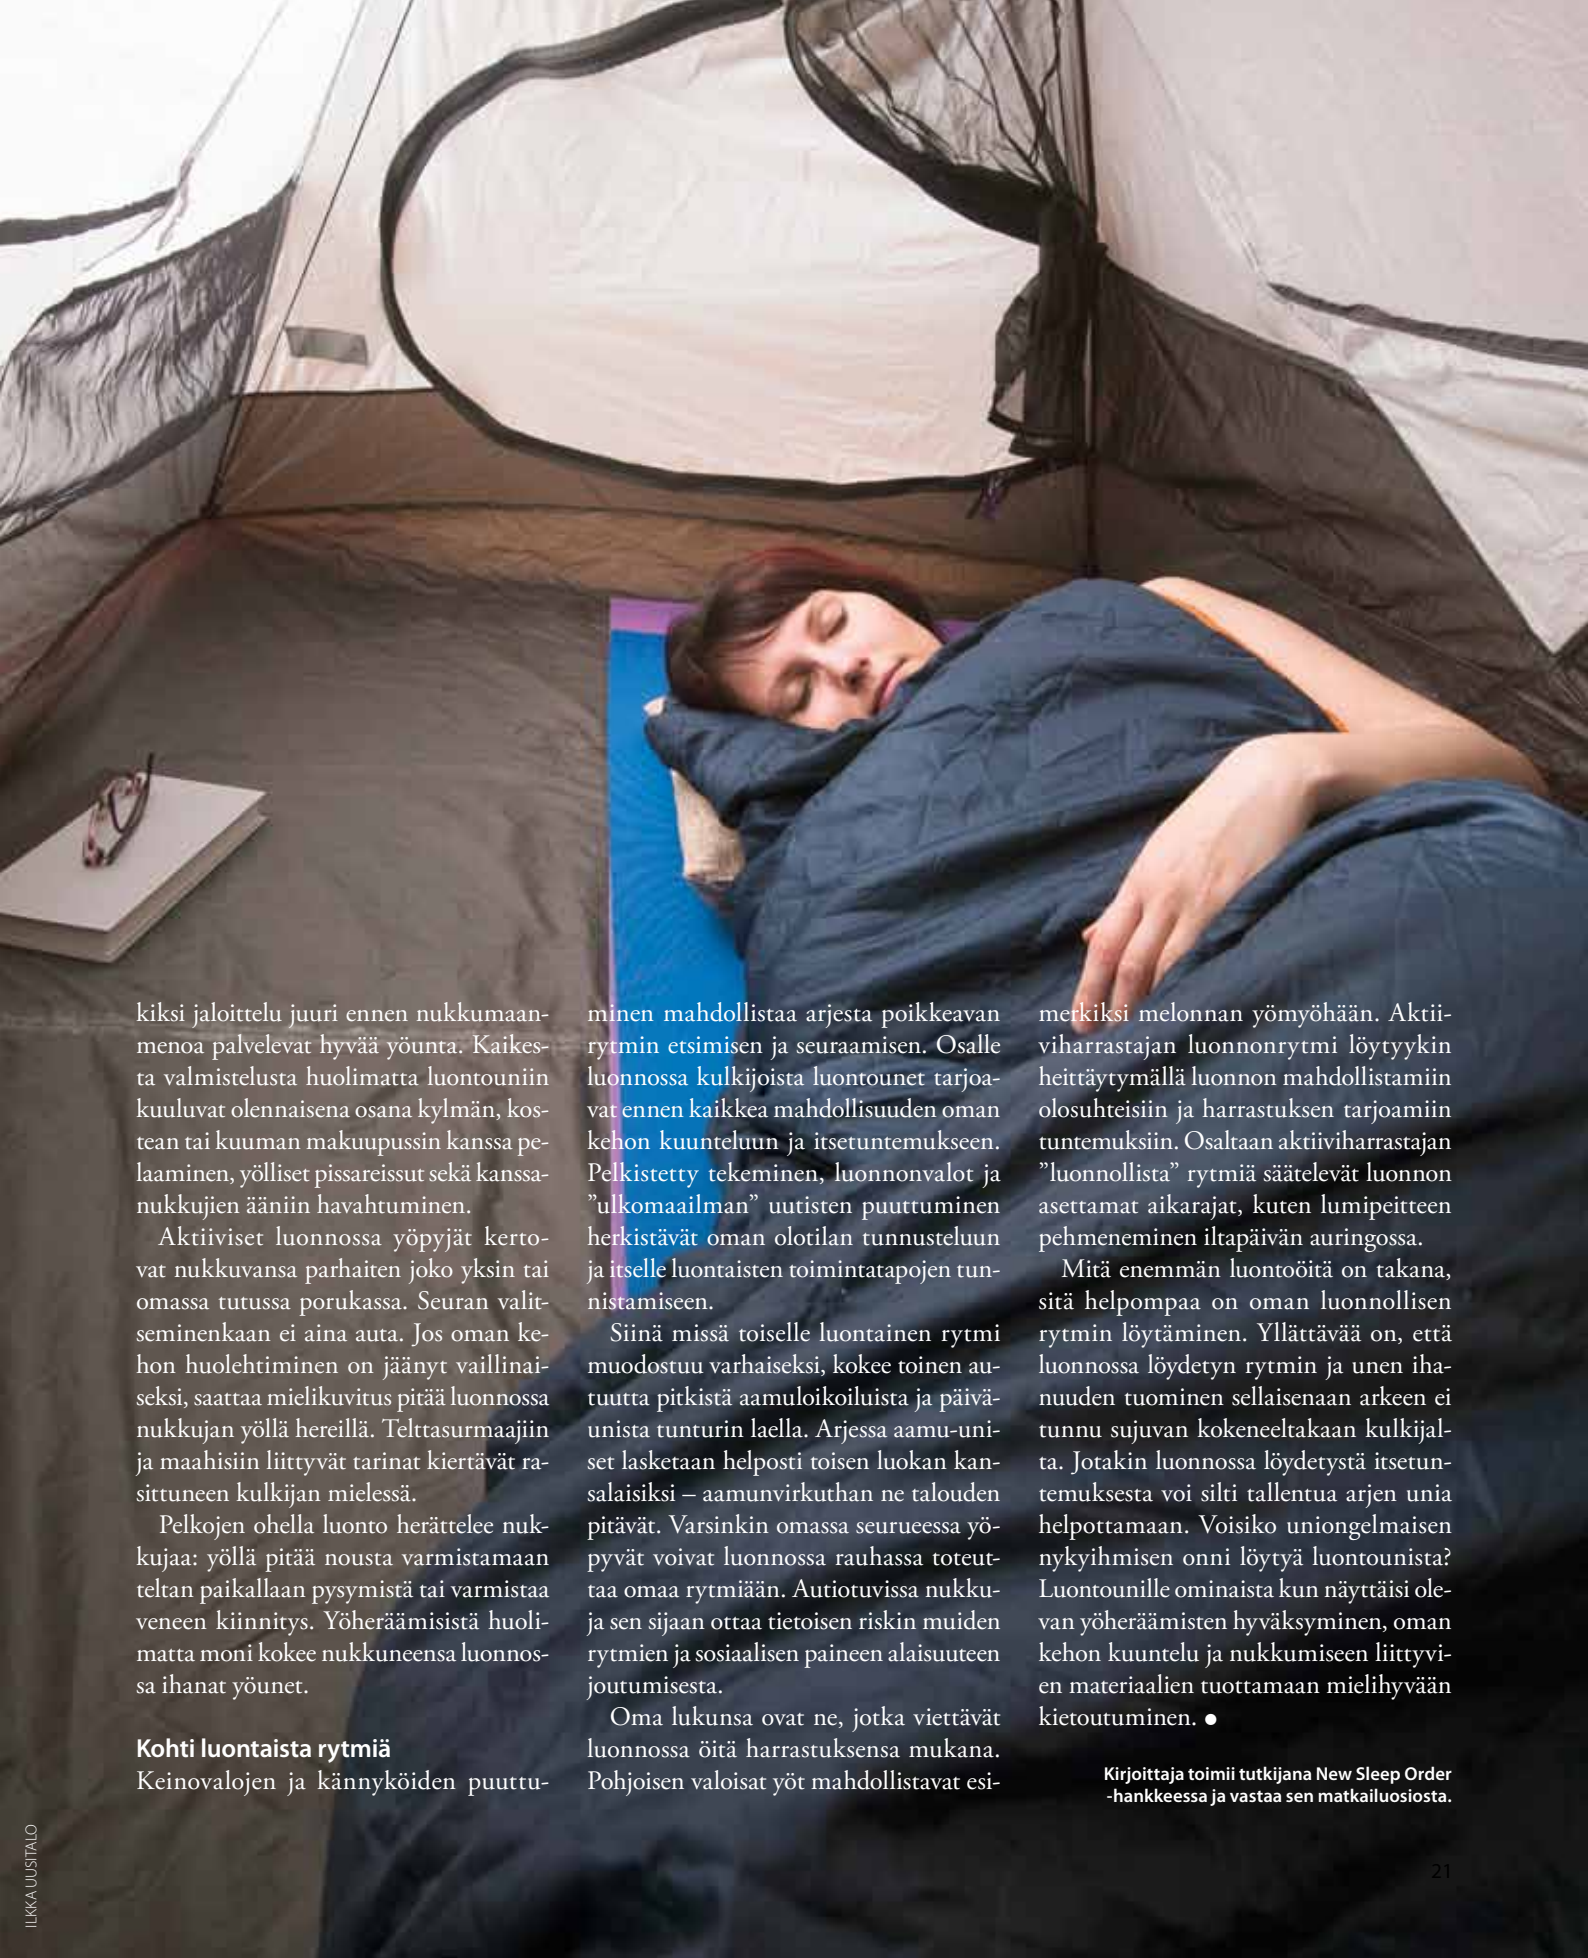 kiksi jaloittelu juuri ennen nukkumaan-
menoa palvelevat hyvää yöunta. Kaikes-
ta valmistelusta huolimatta luontouniin
kuuluvat olennaisena osana kylmän, kos-
tean tai kuuman makuupussin kanssa pe-
laaminen, yölliset pissareissut sekä kanssa-
nukkujien ääniin havahtuminen.
Aktiiviset luonnossa yöpyjät kerto-
vat nukkuvansa parhaiten joko yksin tai
omassa tutussa porukassa. Seuran valit-
seminenkaan ei aina auta. Jos oman ke-
hon huolehtiminen on jäänyt vaillinai-
seksi, saattaa mielikuvitus pitää luonnossa
nukkujan yöllä hereillä. Telttasurmaajiin
ja maahisiin liittyvät tarinat kiertävät ra-
sittuneen kulkijan mielessä.
Pelkojen ohella luonto herättelee nuk-
kujaa: yöllä pitää nousta varmistamaan
teltan paikallaan pysymistä tai varmistaa
veneen kiinnitys. Yöheräämisistä huoli-
matta moni kokee nukkuneensa luonnos-
sa ihanat yöunet.
Kohti luontaista rytmiä
Keinovalojen ja kännyköiden puuttu-
minen mahdollistaa arjesta poikkeavan
rytmin etsimisen ja seuraamisen. Osalle
luonnossa kulkijoista luontounet tarjoa-
vat ennen kaikkea mahdollisuuden oman
kehon kuunteluun ja itsetuntemukseen.
Pelkistetty tekeminen, luonnonvalot ja
”ulkomaailman” uutisten puuttuminen
herkistävät oman olotilan tunnusteluun
ja itselle luontaisten toimintatapojen tun-
nistamiseen.
Siinä missä toiselle luontainen rytmi
muodostuu varhaiseksi, kokee toinen au-
tuutta pitkistä aamuloikoiluista ja päivä-
unista tunturin laella. Arjessa aamu-uni-
set lasketaan helposti toisen luokan kan-
salaisiksi – aamunvirkuthan ne talouden
pitävät. Varsinkin omassa seurueessa yö-
pyvät voivat luonnossa rauhassa toteut-
taa omaa rytmiään. Autiotuvissa nukku-
ja sen sijaan ottaa tietoisen riskin muiden
rytmien ja sosiaalisen paineen alaisuuteen
joutumisesta.
Oma lukunsa ovat ne, jotka viettävät
luonnossa öitä harrastuksensa mukana.
Pohjoisen valoisat yöt mahdollistavat esi-
merkiksi melonnan yömyöhään. Aktii-
viharrastajan luonnonrytmi löytyykin
heittäytymällä luonnon mahdollistamiin
olosuhteisiin ja harrastuksen tarjoamiin
tuntemuksiin. Osaltaan aktiiviharrastajan
”luonnollista” rytmiä säätelevät luonnon
asettamat aikarajat, kuten lumipeitteen
pehmeneminen iltapäivän auringossa.
Mitä enemmän luontoöitä on takana,
sitä helpompaa on oman luonnollisen
rytmin löytäminen. Yllättävää on, että
luonnossa löydetyn rytmin ja unen iha-
nuuden tuominen sellaisenaan arkeen ei
tunnu sujuvan kokeneeltakaan kulkijal-
ta. Jotakin luonnossa löydetystä itsetun-
temuksesta voi silti tallentua arjen unia
helpottamaan. Voisiko uniongelmaisen
nykyihmisen onni löytyä luontounista?
Luontounille ominaista kun näyttäisi ole-
van yöheräämisten hyväksyminen, oman
kehon kuuntelu ja nukkumiseen liittyvi-
en materiaalien tuottamaan mielihyvään
kietoutuminen. ●
Kirjoittaja toimii tutkijana New Sleep Order
-hankkeessa ja vastaa sen matkailuosiosta.
ILKKA UUSITALO
21